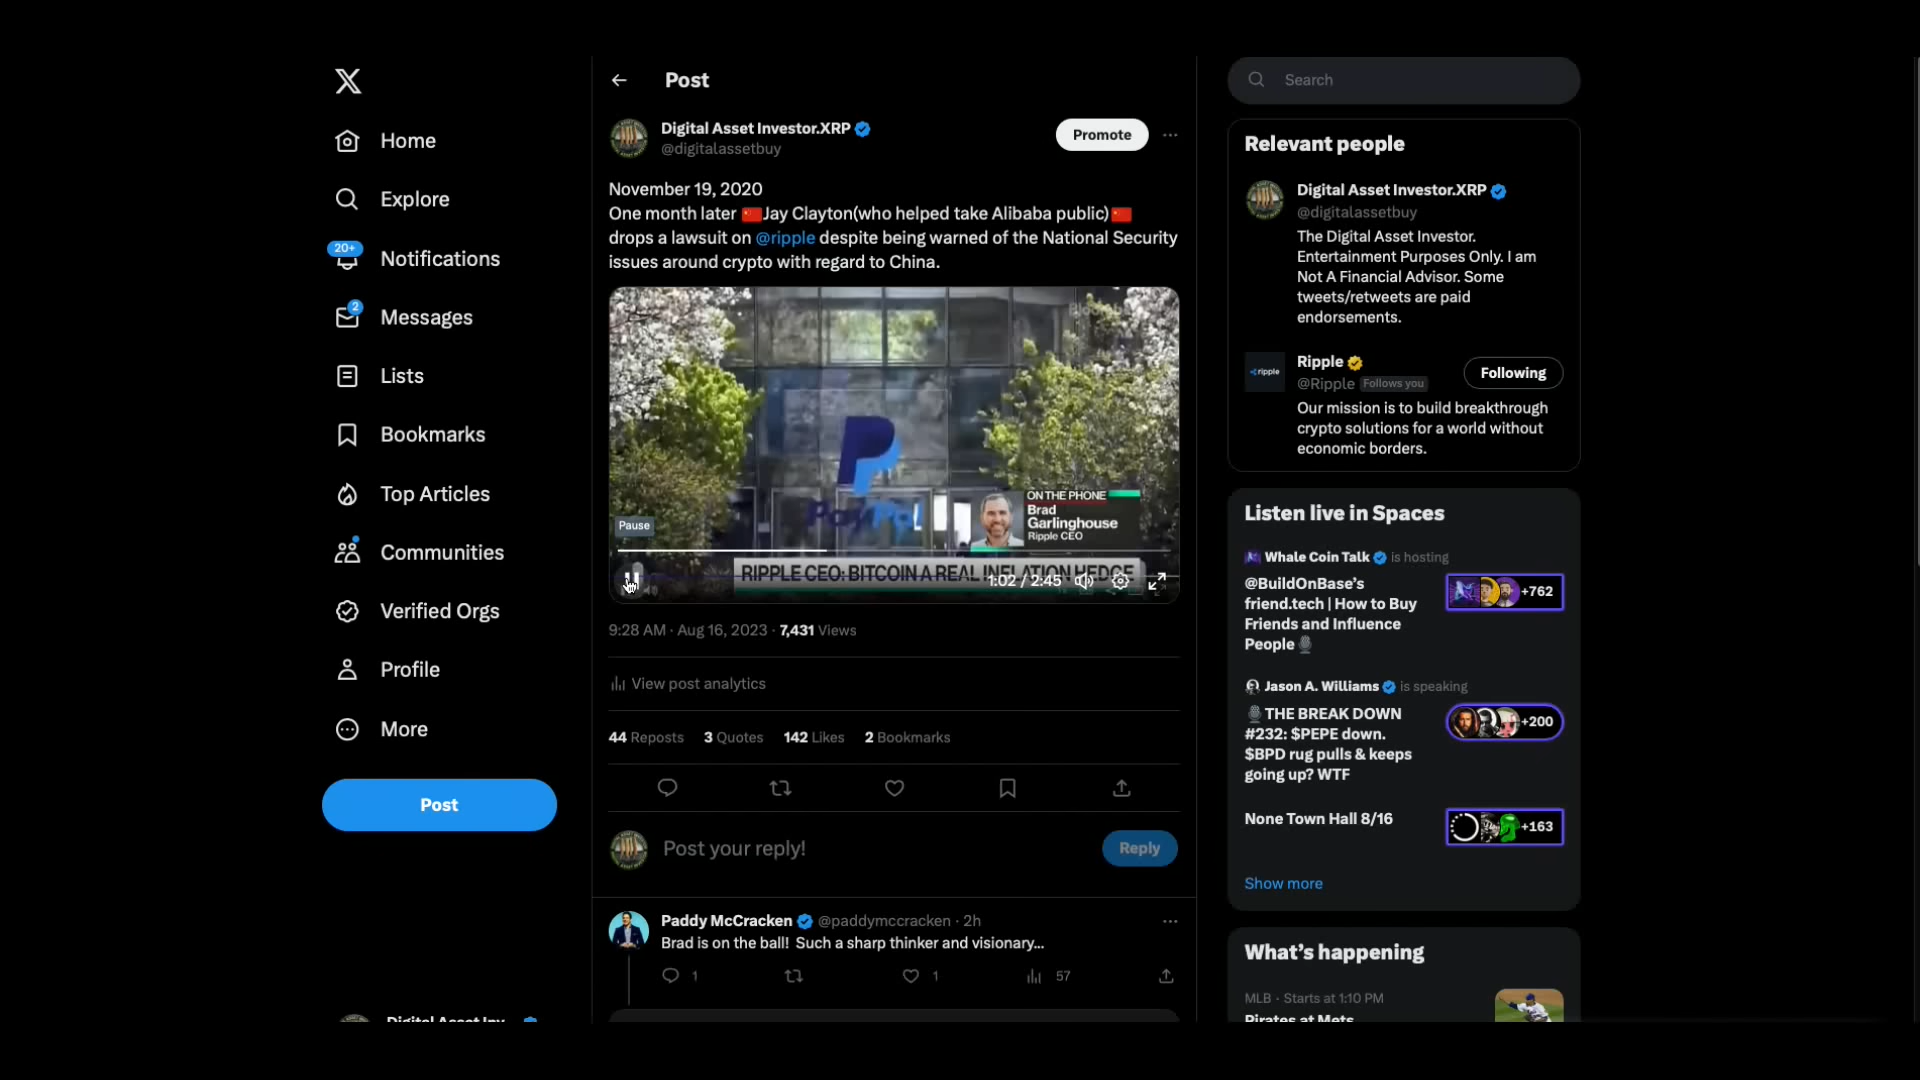 Home
Explore
20+
Notifications
2
Messages
Lists
Bookmarks
Top Articles
Communities
Verified Orgs
Profile
More
Post
Post
Digital Asset Investor.XRP
@digitalassetbuy
Promote
November 19, 2020
One month later 🇨🇳Jay Clayton(who helped take Alibaba public)🇨🇳
drops a lawsuit on @ripple despite being warned of the National Security
issues around crypto with regard to China.
PayPal
ON THE PHONE
Brad
Garlinghouse
Ripple CEO
Pause
RIPPLE CEO: BITCOIN A REAL INFLATION HEDGE
1:02 / 2:45
9:28 AM · Aug 16, 2023 · 7,431 Views
View post analytics
44 Reposts 3 Quotes 142 Likes 2 Bookmarks
Post your reply!
Reply
Paddy McCracken @paddymccracken · 2h
Brad is on the ball! Such a sharp thinker and visionary...
1 1 57
Search
Relevant people
Digital Asset Investor.XRP
@digitalassetbuy
The Digital Asset Investor.
Entertainment Purposes Only. I am
Not A Financial Advisor. Some
tweets/retweets are paid
endorsements.
ripple
Ripple
@Ripple Follows you
Following
Our mission is to build breakthrough
crypto solutions for a world without
economic borders.
Listen live in Spaces
Whale Coin Talk is hosting
@BuildOnBase's
friend.tech | How to Buy
Friends and Influence
People
+762
Jason A. Williams is speaking
THE BREAK DOWN
#232: $PEPE down.
$BPD rug pulls & keeps
going up? WTF
+200
None Town Hall 8/16
+163
Show more
What's happening
MLB · Starts at 1:10 PM
Pirates at Mets
Digital Asset Inv...